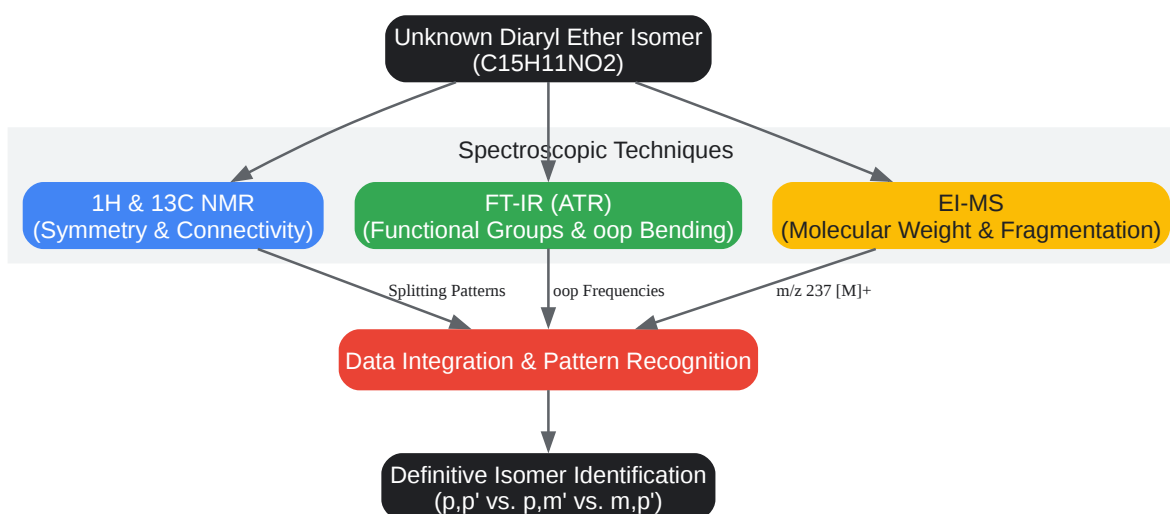 Unknown Diaryl Ether Isomer
(C15H11NO2)
Spectroscopic Techniques
1H & 13C NMR
(Symmetry & Connectivity)
FT-IR (ATR)
(Functional Groups & oop Bending)
EI-MS
(Molecular Weight & Fragmentation)
Splitting Patterns
oop Frequencies
m/z 237 [M]+
Data Integration & Pattern Recognition
Definitive Isomer Identification
(p,p' vs. p,m' vs. m,p')